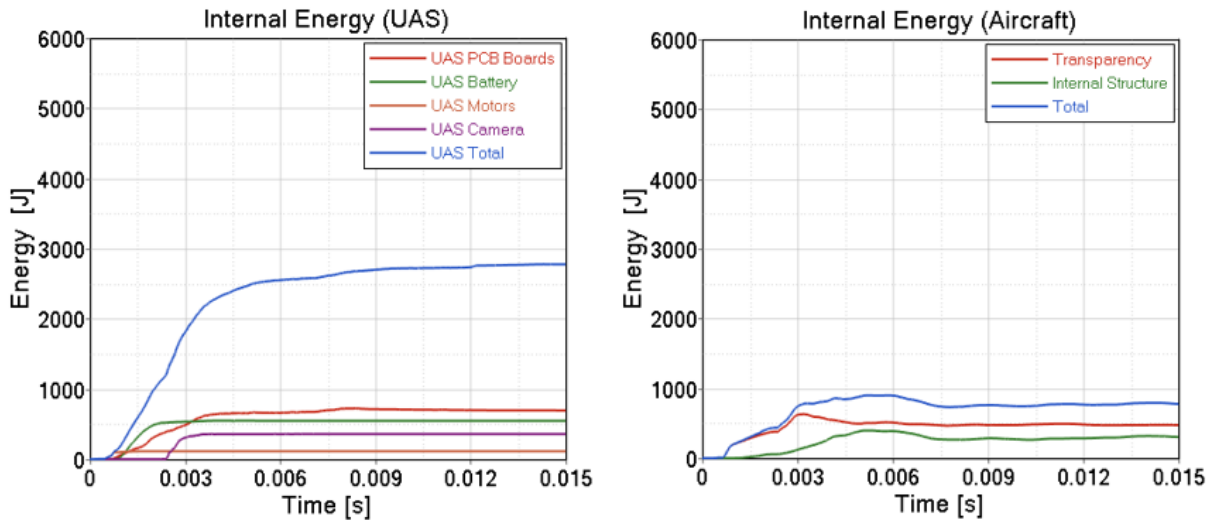 Internal Energy (UAS)
6000
5000
4000
3000
2000
1000
0
Energy [J]
UAS PCB Boards
UAS Battery
UAS Motors
UAS Camera
UAS Total
0 0.003 0.006 0.009 0.012 0.015
Time [s]
Internal Energy (Aircraft)
6000
5000
4000
3000
2000
1000
0
Energy [J]
Transparency
Internal Structure
Total
0 0.003 0.006 0.009 0.012 0.015
Time [s]